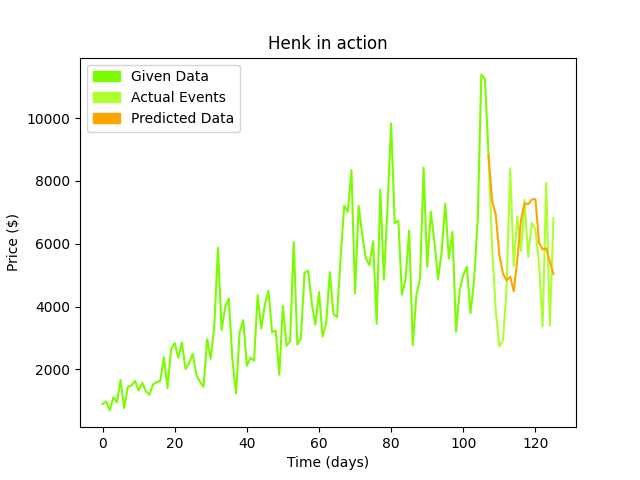 Henk in action
Given Data
Actual Events
Predicted Data
Price ($)
10000
8000
6000
4000
2000
0 20 40 60 80 100 120
Time (days)